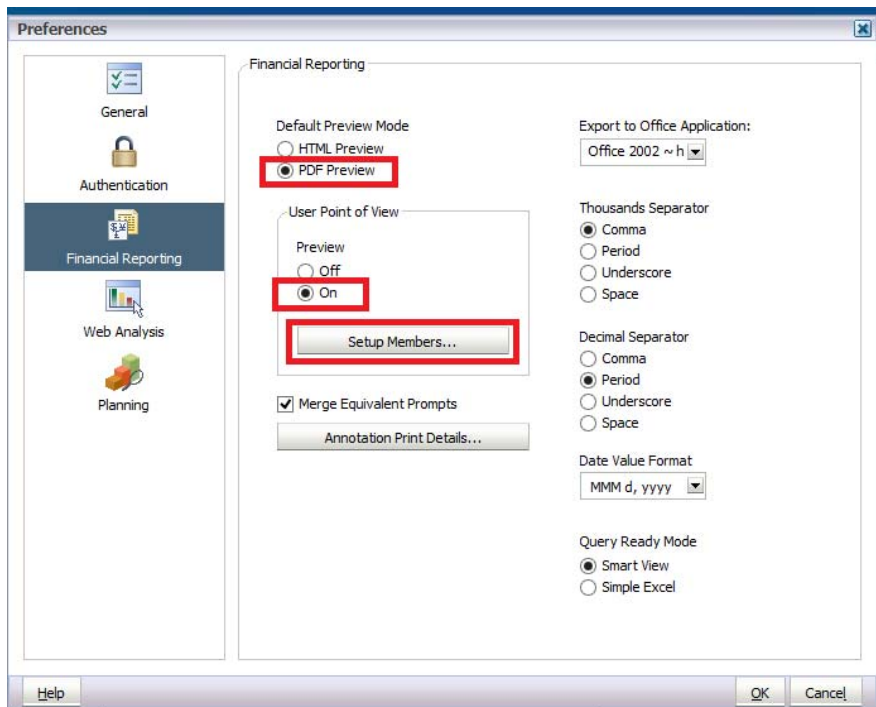 Preferences
General
Authentication
Financial Reporting
Web Analysis
Planning
Financial Reporting
Default Preview Mode
HTML Preview
PDF Preview
User Point of View
Preview
Off
On
Setup Members...
Merge Equivalent Prompts
Annotation Print Details...
Export to Office Application:
Office 2002 ~ h
Thousands Separator
Comma
Period
Underscore
Space
Decimal Separator
Comma
Period
Underscore
Space
Date Value Format
MMM d, yyyy
Query Ready Mode
Smart View
Simple Excel
Help
OK
Cancel